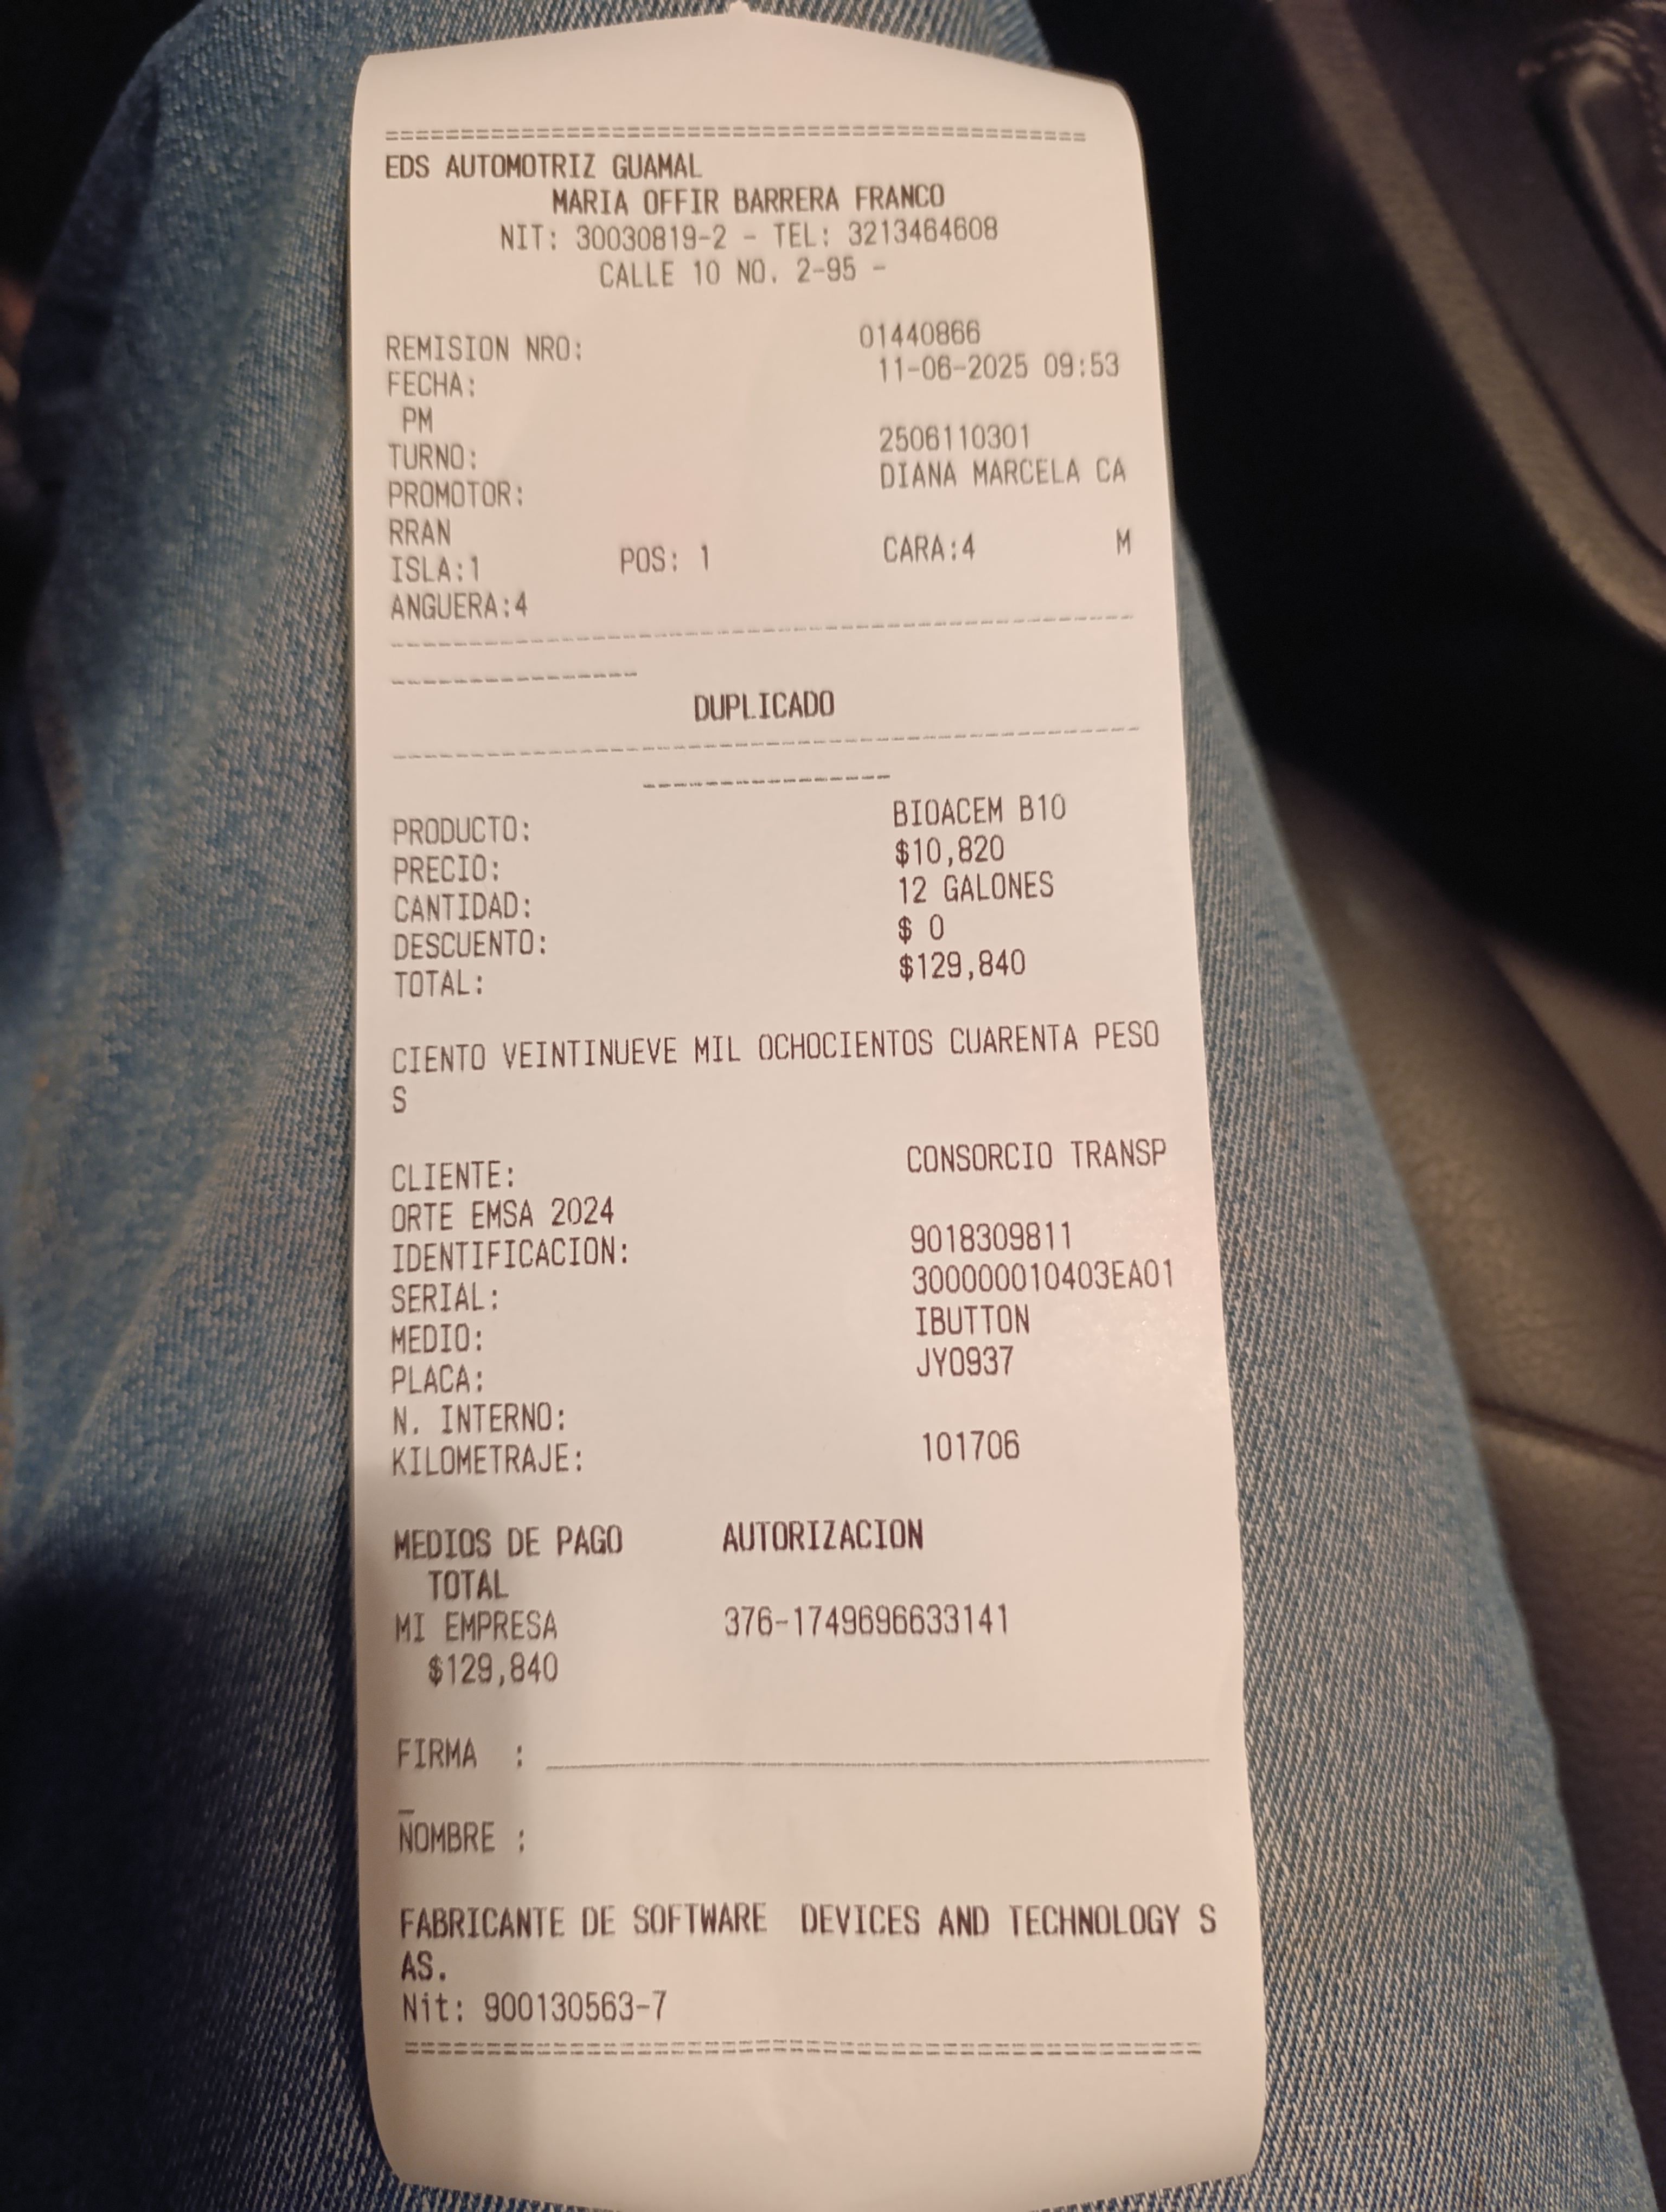 ================================================
EDS AUTOMOTRIZ GUAMAL
MARIA OFFIR BARRERA FRANCO
NIT: 30030819-2 - TEL: 3213464608
CALLE 10 NO. 2-95 -
REMISION NRO: 01440866
FECHA: 11-06-2025 09:53
PM
TURNO: 2506110301
PROMOTOR: DIANA MARCELA CA
RRAN
ISLA:1 POS: 1 CARA:4 M
ANGUERA:4
DUPLICADO
PRODUCTO: BIOACEM B10
PRECIO: $10,820
CANTIDAD: 12 GALONES
DESCUENTO: $ 0
TOTAL: $129,840
CIENTO VEINTINUEVE MIL OCHOCIENTOS CUARENTA PESO
S
CLIENTE: CONSORCIO TRANSP
ORTE EMSA 2024
IDENTIFICACION: 9018309811
SERIAL: 300000010403EA01
MEDIO: IBUTTON
PLACA: JYO937
N. INTERNO:
KILOMETRAJE: 101706
MEDIOS DE PAGO AUTORIZACION
TOTAL
MI EMPRESA 376-1749696633141
$129,840
FIRMA :
NOMBRE :
FABRICANTE DE SOFTWARE DEVICES AND TECHNOLOGY S
AS.
Nit: 900130563-7